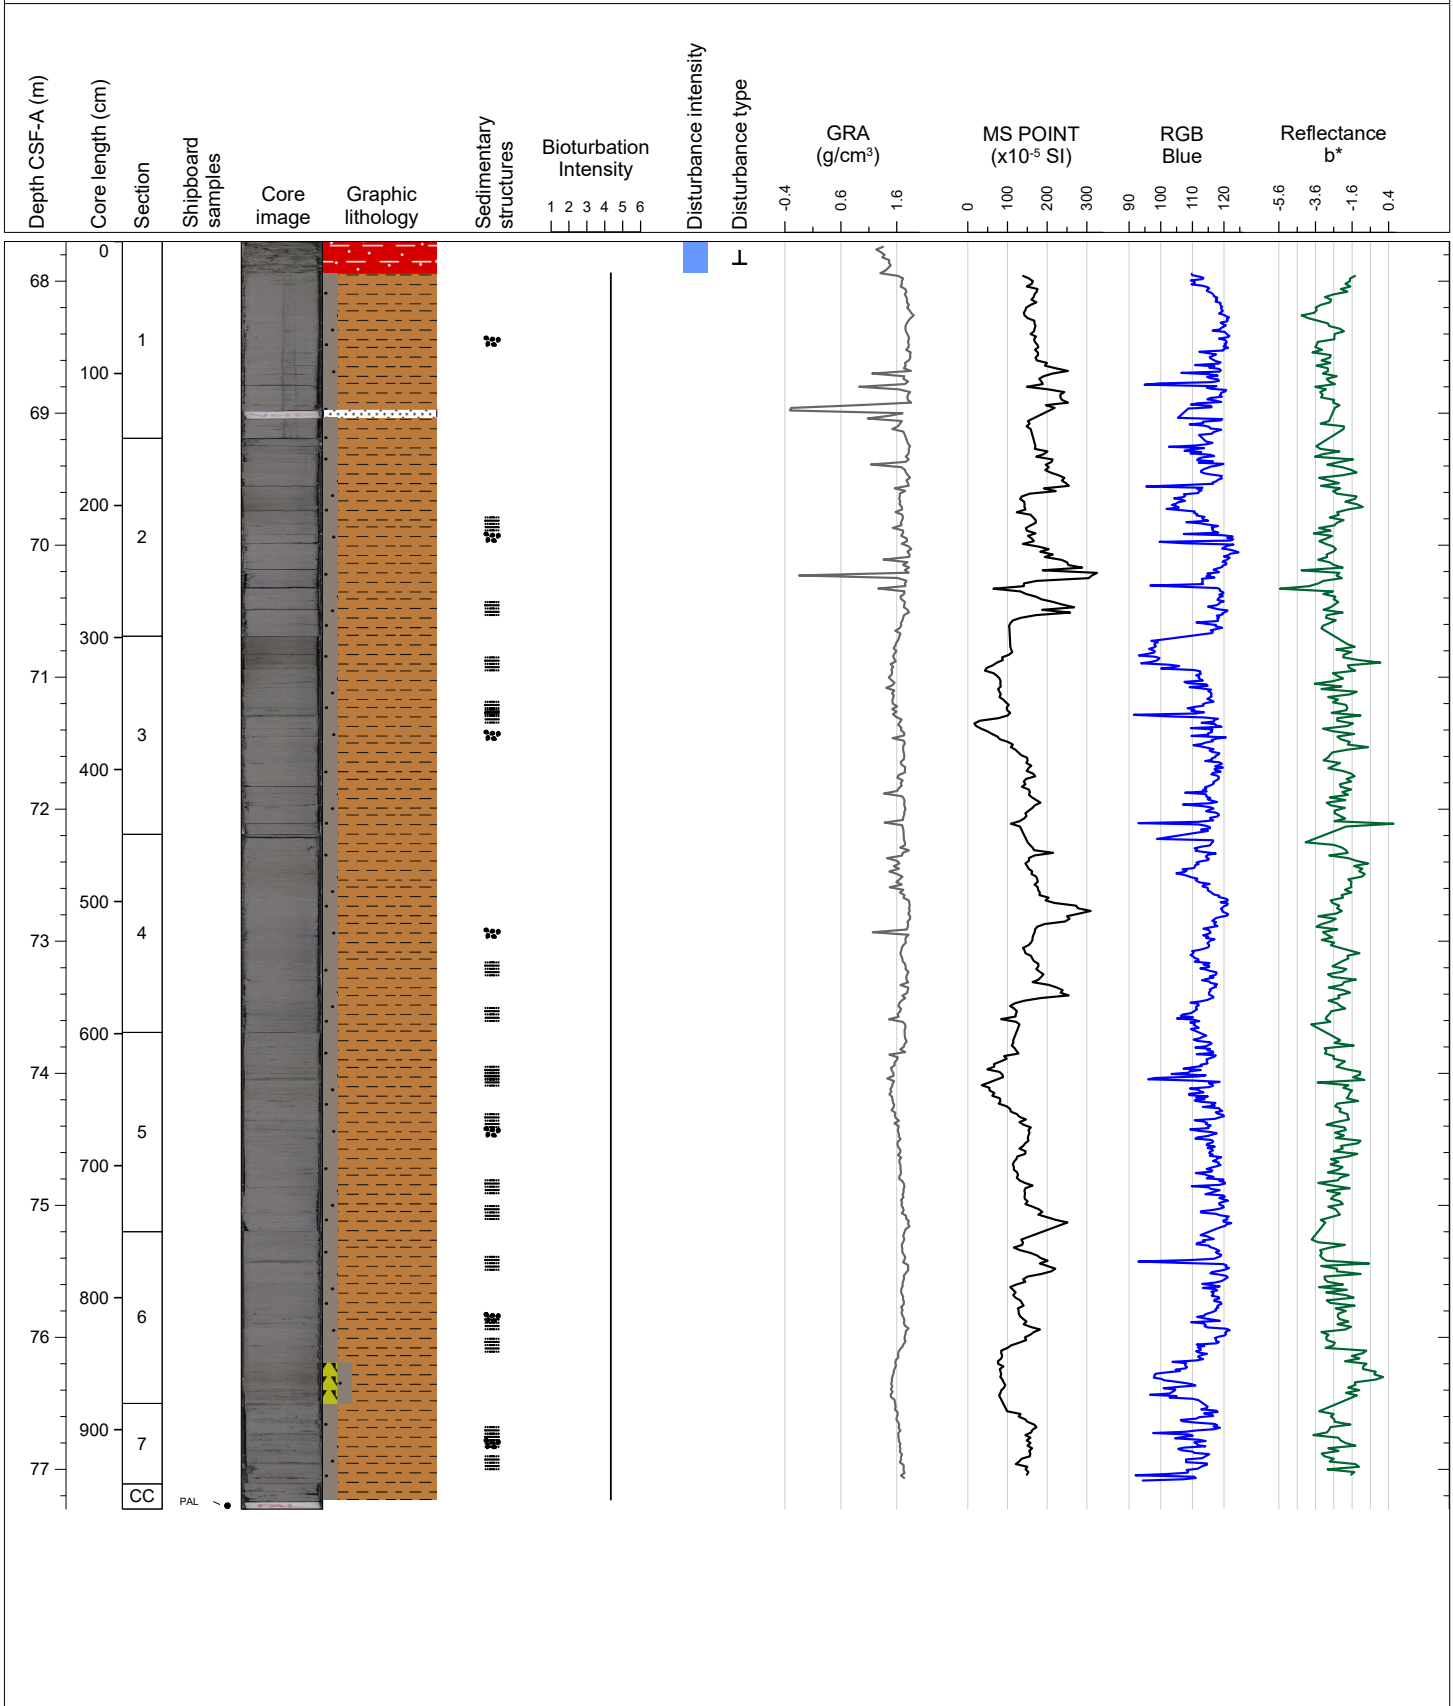 Depth CSF-A (m)
Core length (cm)
Section
Shipboard
samples
Core
image
Graphic
lithology
Sedimentary
structures
Bioturbation
Intensity
1 2 3 4 5 6
Disturbance intensity
Disturbance type
GRA
(g/cm³)
-0.4 0.6 1.6
MS POINT
(x10⁻⁵ SI)
0 100 200 300
RGB
Blue
90 100 110 120
Reflectance
b*
-5.6 -3.6 -1.6 0.4
0
68
1
100
69
200
2
70
300
71
3
400
72
500
4
73
600
74
5
700
75
800
6
76
900
7
77
CC
PAL